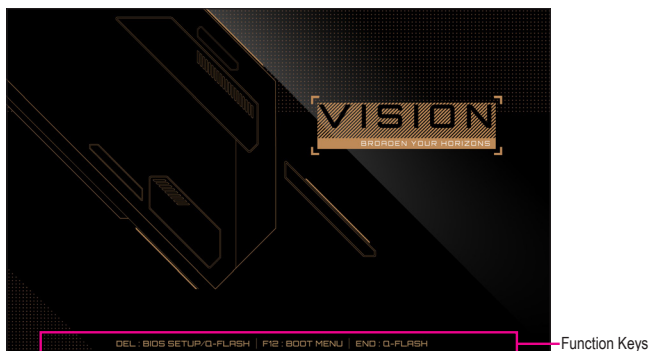 VISION
BROADEN YOUR HORIZONS
DEL : BIOS SETUP/Q-FLASH | F12 : BOOT MENU | END : Q-FLASH
Function Keys